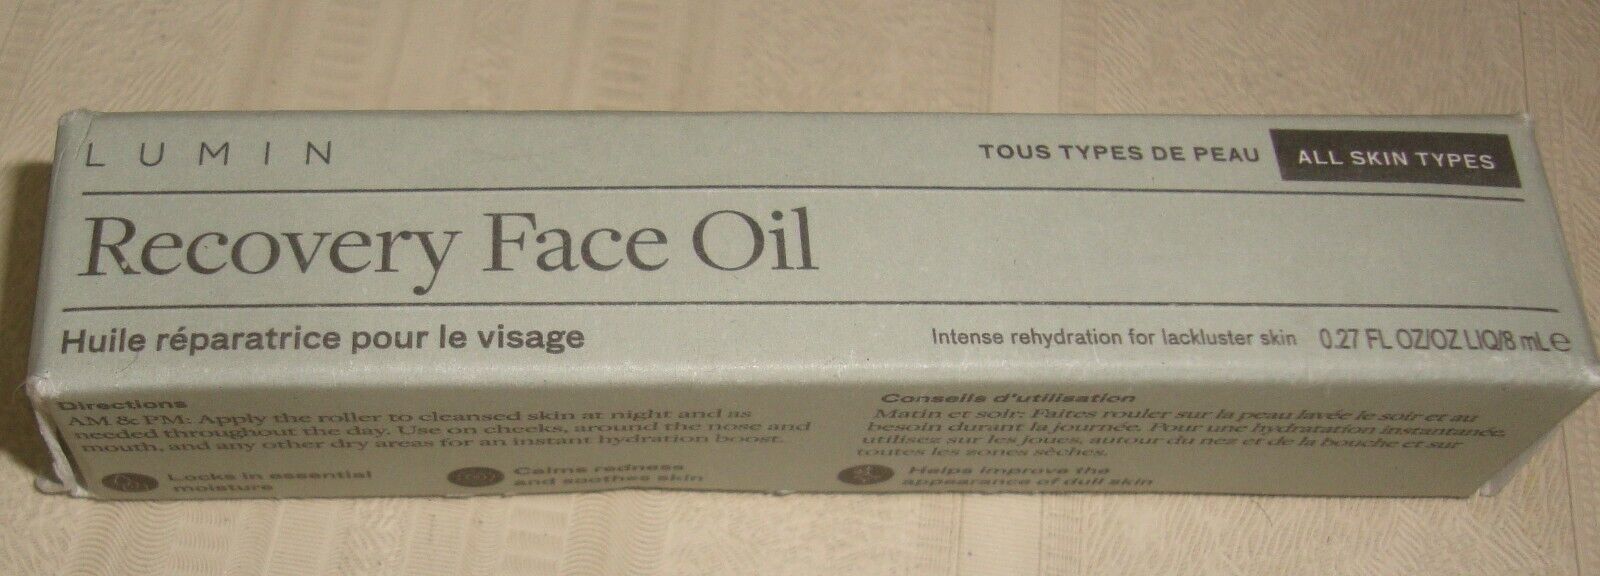 LUMIN
TOUS TYPES DE PEAU ALL SKIN TYPES
Recovery Face Oil
Huile réparatrice pour le visage
Intense rehydration for lackluster skin 0.27 FL OZ/OZ LIQ/8 mL℮
Directions
AM & PM: Apply the roller to cleansed skin at night and as
needed throughout the day. Use on cheeks, around the nose and
mouth, and any other dry areas for an instant hydration boost.
Conseils d'utilisation
Matin et soir: Faites rouler sur la peau lavée le soir et au
besoin durant la journée. Pour une hydratation instantanée,
utilisez sur les joues, autour du nez et de la bouche et sur
toutes les zones sèches.
Locks in essential
moisture
Calms redness
and soothes skin
Helps improve the
appearance of dull skin